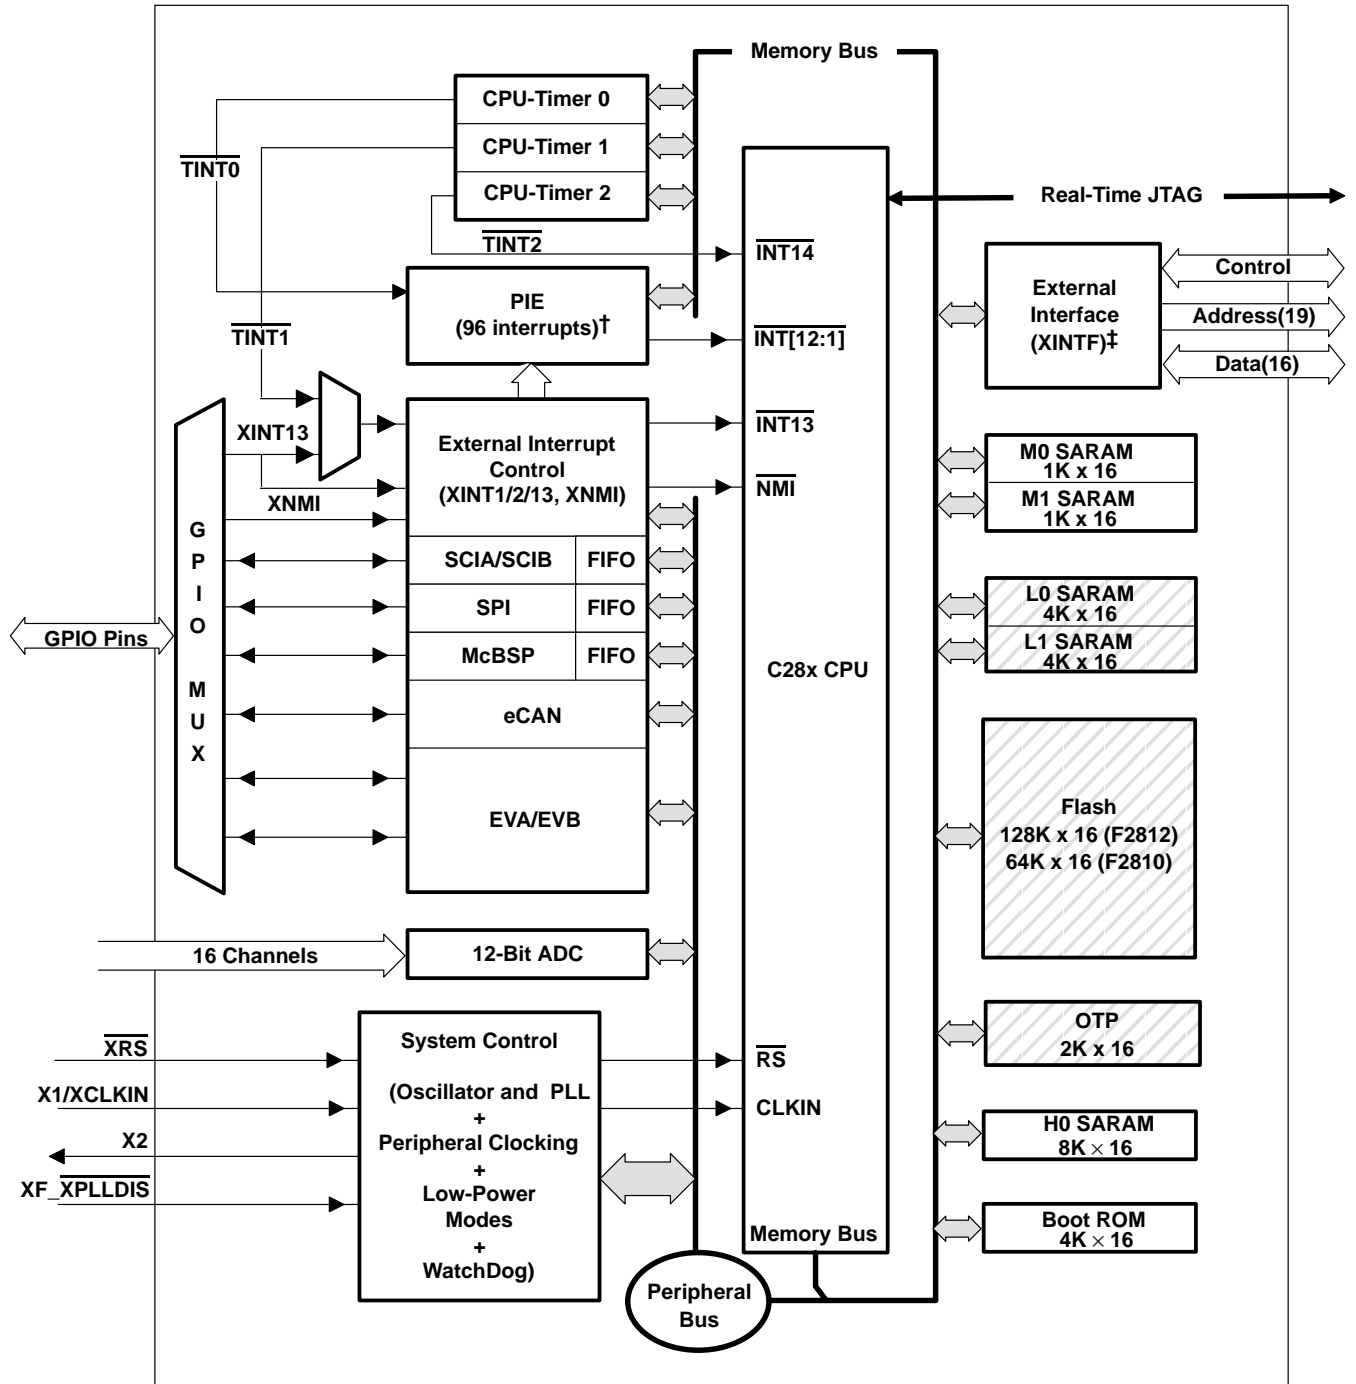 Memory Bus
CPU-Timer 0
CPU-Timer 1
CPU-Timer 2
TINT0
TINT2
TINT1
INT14
Real-Time JTAG
PIE
(96 interrupts)†
INT[12:1]
External
Interface
(XINTF)‡
Control
Address(19)
Data(16)
XINT13
XNMI
External Interrupt
Control
(XINT1/2/13, XNMI)
INT13
NMI
M0 SARAM
1K x 16
M1 SARAM
1K x 16
G
P
I
O
M
U
X
GPIO Pins
SCIA/SCIB
FIFO
SPI
FIFO
McBSP
FIFO
eCAN
EVA/EVB
C28x CPU
L0 SARAM
4K x 16
L1 SARAM
4K x 16
Flash
128K x 16 (F2812)
64K x 16 (F2810)
16 Channels
12-Bit ADC
OTP
2K x 16
XRS
X1/XCLKIN
X2
XF_XPLLDIS
System Control
(Oscillator and PLL
+
Peripheral Clocking
+
Low-Power
Modes
+
WatchDog)
RS
CLKIN
H0 SARAM
8K × 16
Boot ROM
4K × 16
Memory Bus
Peripheral
Bus